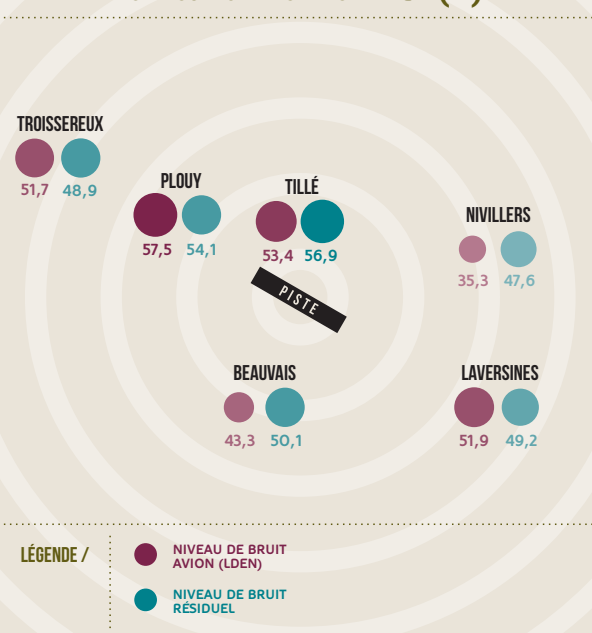 TROISSEREUX
51,7 48,9
PLOUY
57,5 54,1
TILLÉ
53,4 56,9
NIVILLERS
35,3 47,6
PISTE
BEAUVAIS
43,3 50,1
LAVERSINES
51,9 49,2
LÉGENDE /
NIVEAU DE BRUIT
AVION (LDEN)
NIVEAU DE BRUIT
RÉSIDUEL